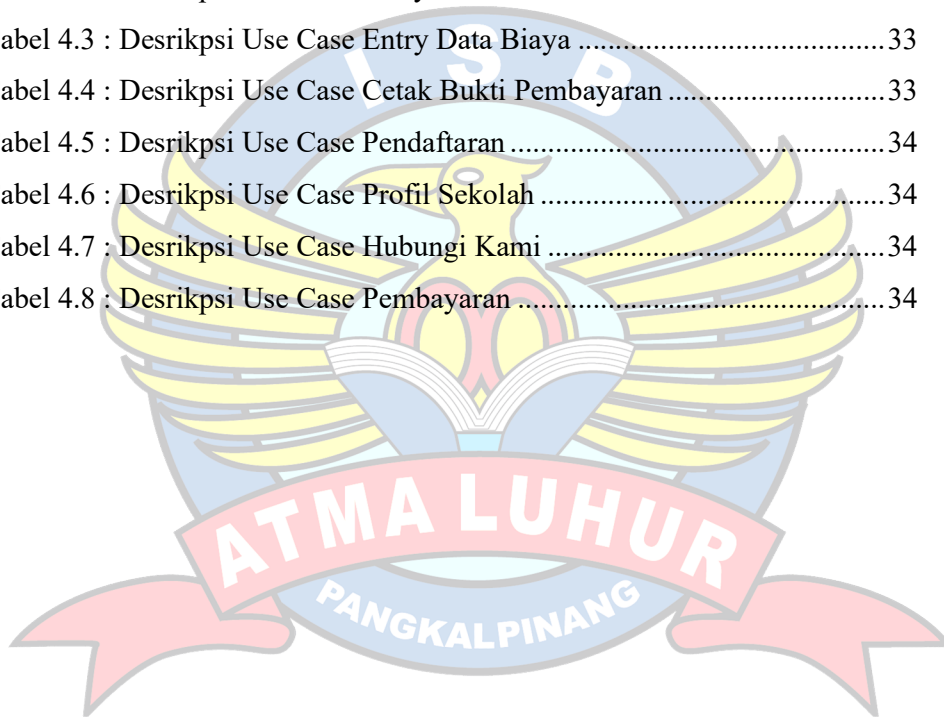 abel 4.3 : Desrikpsi Use Case Entry Data Biaya .........................................33
abel 4.4 : Desrikpsi Use Case Cetak Bukti Pembayaran .............................33
abel 4.5 : Desrikpsi Use Case Pendaftaran ..................................................34
abel 4.6 : Desrikpsi Use Case Profil Sekolah ..............................................34
abel 4.7 : Desrikpsi Use Case Hubungi Kami .............................................34
abel 4.8 : Desrikpsi Use Case Pembayaran .................................................34
I S B
ATMA LUHUR
PANGKALPINANG